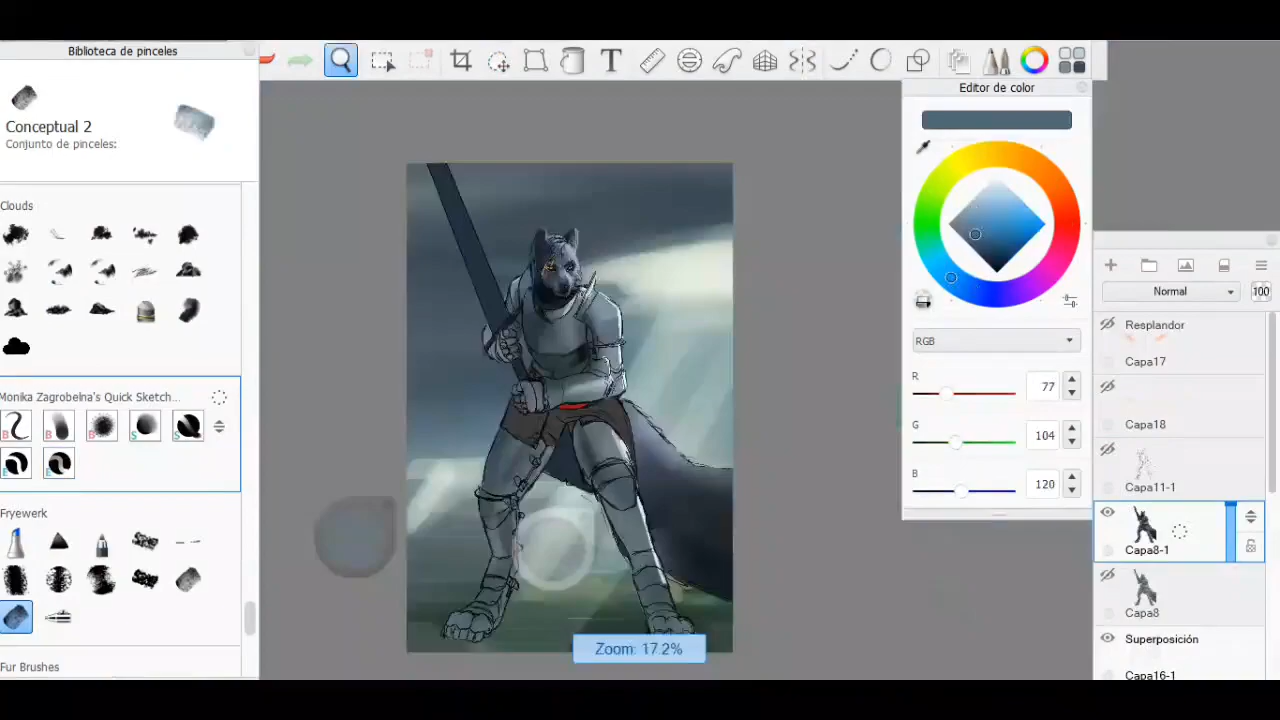 Biblioteca de pinceles
Conceptual 2
Conjunto de pinceles:
Clouds
Monika Zagrobelna's Quick Sketch...
B
B
B
S
S
E
E
Fryewerk
Fur Brushes
T
Zoom: 17.2%
Editor de color
RGB
R
77
G
104
B
120
Normal
100
Resplandor
Capa17
Capa18
Capa11-1
Capa8-1
Capa8
Superposición
Capa16-1